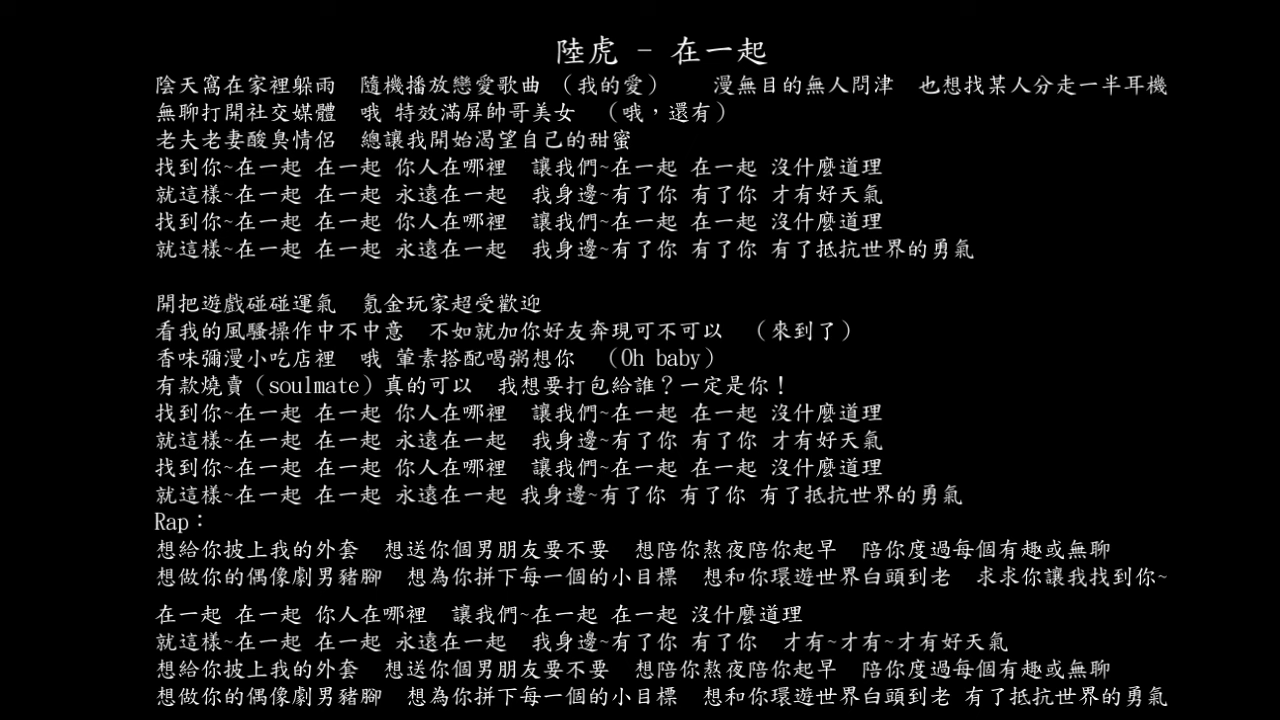 陸虎 - 在一起
陰天窩在家裡躲雨　隨機播放戀愛歌曲 （我的愛）　　漫無目的無人問津　也想找某人分走一半耳機
無聊打開社交媒體　哦 特效滿屏帥哥美女　（哦，還有）
老夫老妻酸臭情侶　總讓我開始渴望自己的甜蜜
找到你~在一起 在一起 你人在哪裡　讓我們~在一起 在一起 沒什麼道理
就這樣~在一起 在一起 永遠在一起　我身邊~有了你 有了你 才有好天氣
找到你~在一起 在一起 你人在哪裡　讓我們~在一起 在一起 沒什麼道理
就這樣~在一起 在一起 永遠在一起　我身邊~有了你 有了你 有了抵抗世界的勇氣
開把遊戲碰碰運氣　氪金玩家超受歡迎
看我的風騷操作中不中意　不如就加你好友奔現可不可以　（來到了）
香味彌漫小吃店裡　哦 葷素搭配喝粥想你　（Oh baby）
有款燒賣（soulmate）真的可以　我想要打包給誰？一定是你！
找到你~在一起 在一起 你人在哪裡　讓我們~在一起 在一起 沒什麼道理
就這樣~在一起 在一起 永遠在一起　我身邊~有了你 有了你 才有好天氣
找到你~在一起 在一起 你人在哪裡　讓我們~在一起 在一起 沒什麼道理
就這樣~在一起 在一起 永遠在一起 我身邊~有了你 有了你 有了抵抗世界的勇氣
Rap：
想給你披上我的外套　想送你個男朋友要不要　想陪你熬夜陪你起早　陪你度過每個有趣或無聊
想做你的偶像劇男豬腳　想為你拼下每一個的小目標　想和你環遊世界白頭到老　求求你讓我找到你~
在一起 在一起 你人在哪裡　讓我們~在一起 在一起 沒什麼道理
就這樣~在一起 在一起 永遠在一起　我身邊~有了你 有了你　才有~才有~才有好天氣
想給你披上我的外套　想送你個男朋友要不要　想陪你熬夜陪你起早　陪你度過每個有趣或無聊
想做你的偶像劇男豬腳　想為你拼下每一個的小目標　想和你環遊世界白頭到老 有了抵抗世界的勇氣